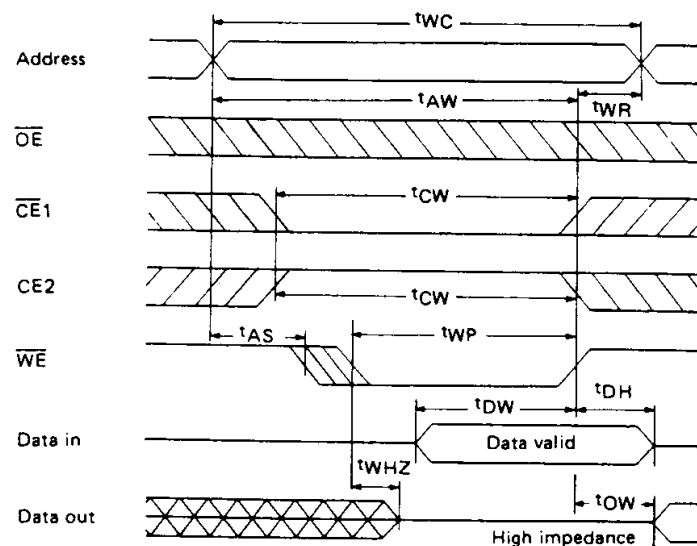 tWC
Address
tAW
tWR
OE
CE1
tCW
CE2
tCW
tAS
tWP
WE
tDW
tDH
Data in
Data valid
tWHZ
tOW
Data out
High impedance